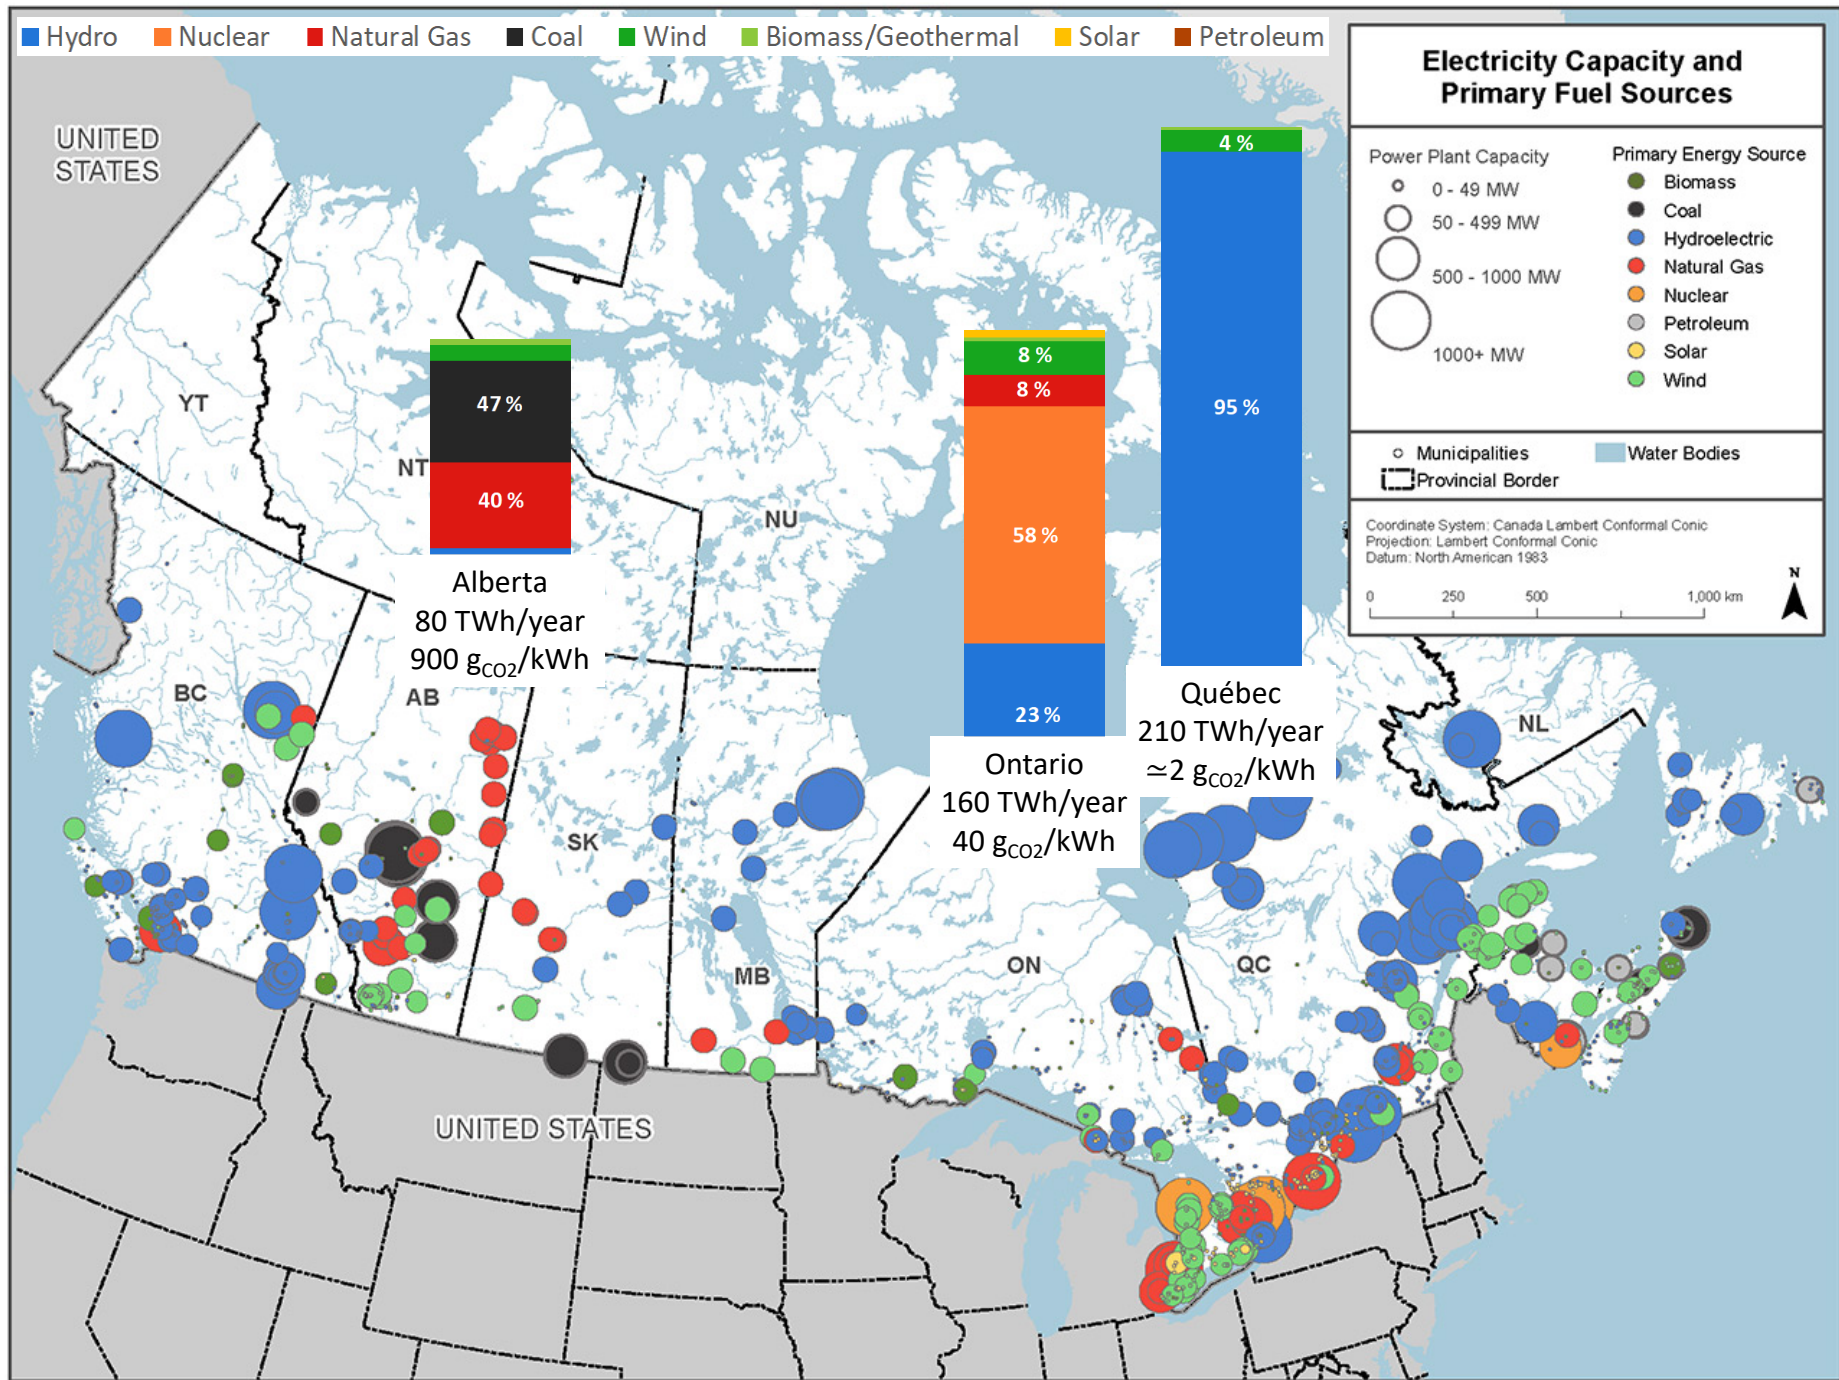 Hydro Nuclear Natural Gas Coal Wind Biomass/Geothermal Solar Petroleum
Electricity Capacity and
Primary Fuel Sources
Power Plant Capacity
0 - 49 MW
50 - 499 MW
500 - 1000 MW
1000+ MW
Primary Energy Source
Biomass
Coal
Hydroelectric
Natural Gas
Nuclear
Petroleum
Solar
Wind
Municipalities
Water Bodies
Provincial Border
Coordinate System: Canada Lambert Conformal Conic
Projection: Lambert Conformal Conic
Datum: North American 1983
0 250 500 1,000 km
N
UNITED
STATES
YT
NT
NU
BC
AB
SK
MB
ON
QC
NL
UNITED STATES
47 %
40 %
Alberta
80 TWh/year
900 gCO2/kWh
8 %
8 %
58 %
23 %
Ontario
160 TWh/year
40 gCO2/kWh
4 %
95 %
Québec
210 TWh/year
≃2 gCO2/kWh